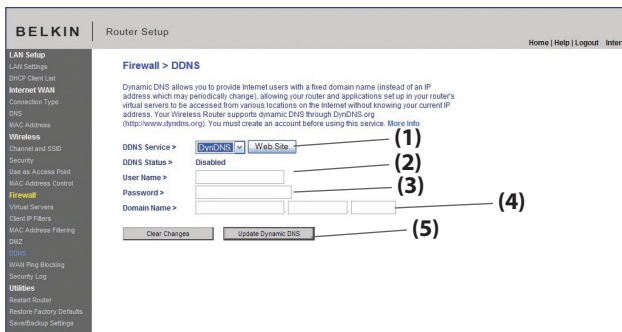 BELKIN
Router Setup
Home | Help | Logout Inter
LAN Setup
LAN Settings
DHCP Client List
Internet WAN
Connection Type
DNS
MAC Address
Wireless
Channel and SSID
Security
Use as Access Point
MAC Address Control
Firewall
Virtual Servers
Client IP Filters
MAC Address Filtering
DMZ
DDNS
WAN Ping Blocking
Security Log
Utilities
Restart Router
Restore Factory Defaults
Save/Backup Settings
Firewall > DDNS
Dynamic DNS allows you to provide Internet users with a fixed domain name (instead of an IP
address which may periodically change), allowing your router and applications set up in your router's
virtual servers to be accessed from various locations on the Internet without knowing your current IP
address. Your Wireless Router supports dynamic DNS through DynDNS.org
(http://www.dyndns.org). You must create an account before using this service. More Info
DDNS Service > DynDNS Web Site (1)
DDNS Status > Disabled
User Name > (2)
Password > (3)
Domain Name > . . (4)
Clear Changes Update Dynamic DNS (5)